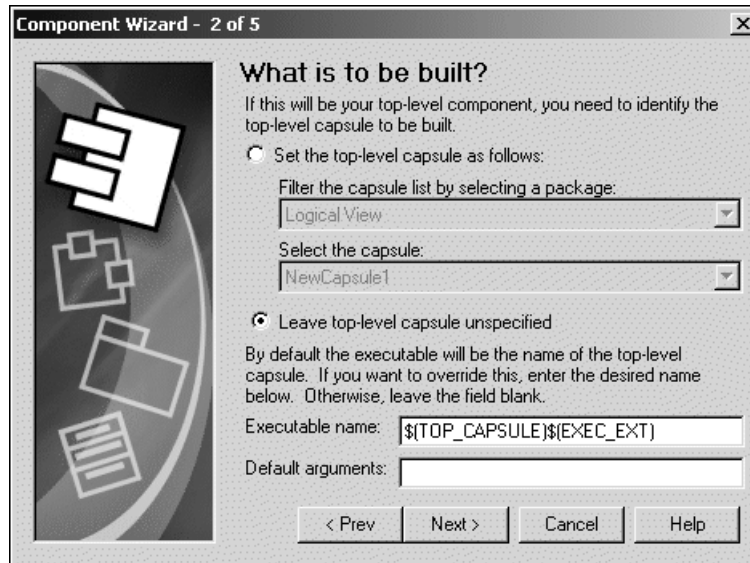 Component Wizard - 2 of 5
What is to be built?
If this will be your top-level component, you need to identify the
top-level capsule to be built.
Set the top-level capsule as follows:
Filter the capsule list by selecting a package:
Logical View
Select the capsule:
NewCapsule1
Leave top-level capsule unspecified
By default the executable will be the name of the top-level
capsule. If you want to override this, enter the desired name
below. Otherwise, leave the field blank.
Executable name: $(TOP_CAPSULE)$(EXEC_EXT)
Default arguments:
< Prev Next > Cancel Help